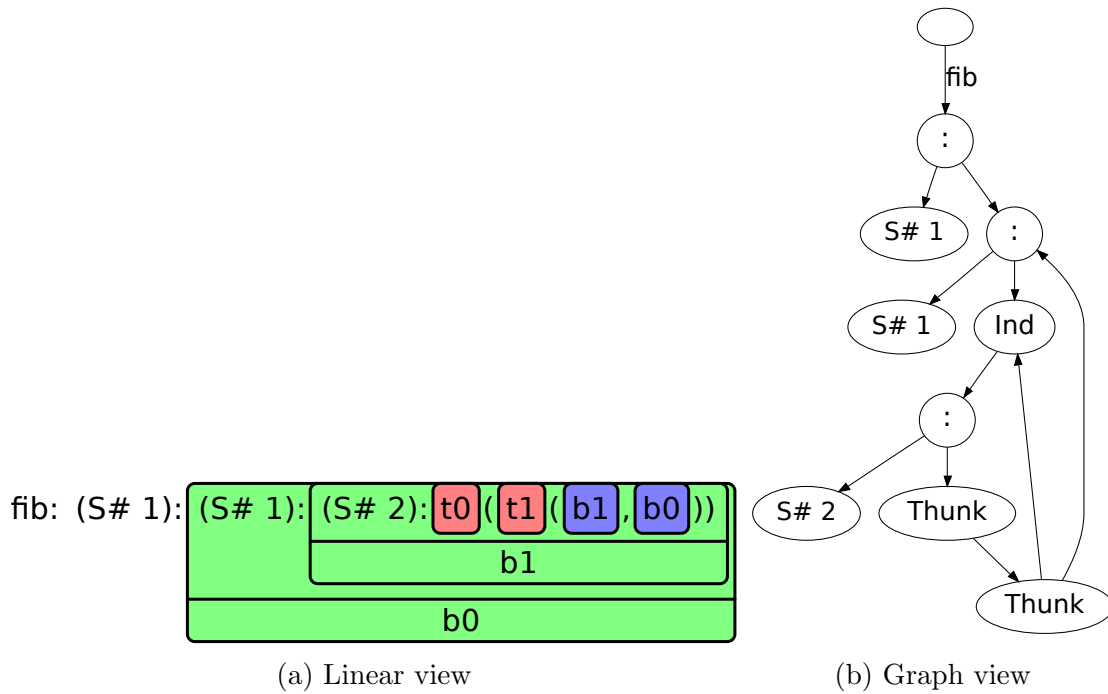 fib
:
S# 1
:
S# 1
Ind
:
fib: (S# 1): (S# 1): (S# 2): t0 ( t1 ( b1 , b0 ))
S# 2
Thunk
b1
Thunk
b0
(a) Linear view
(b) Graph view